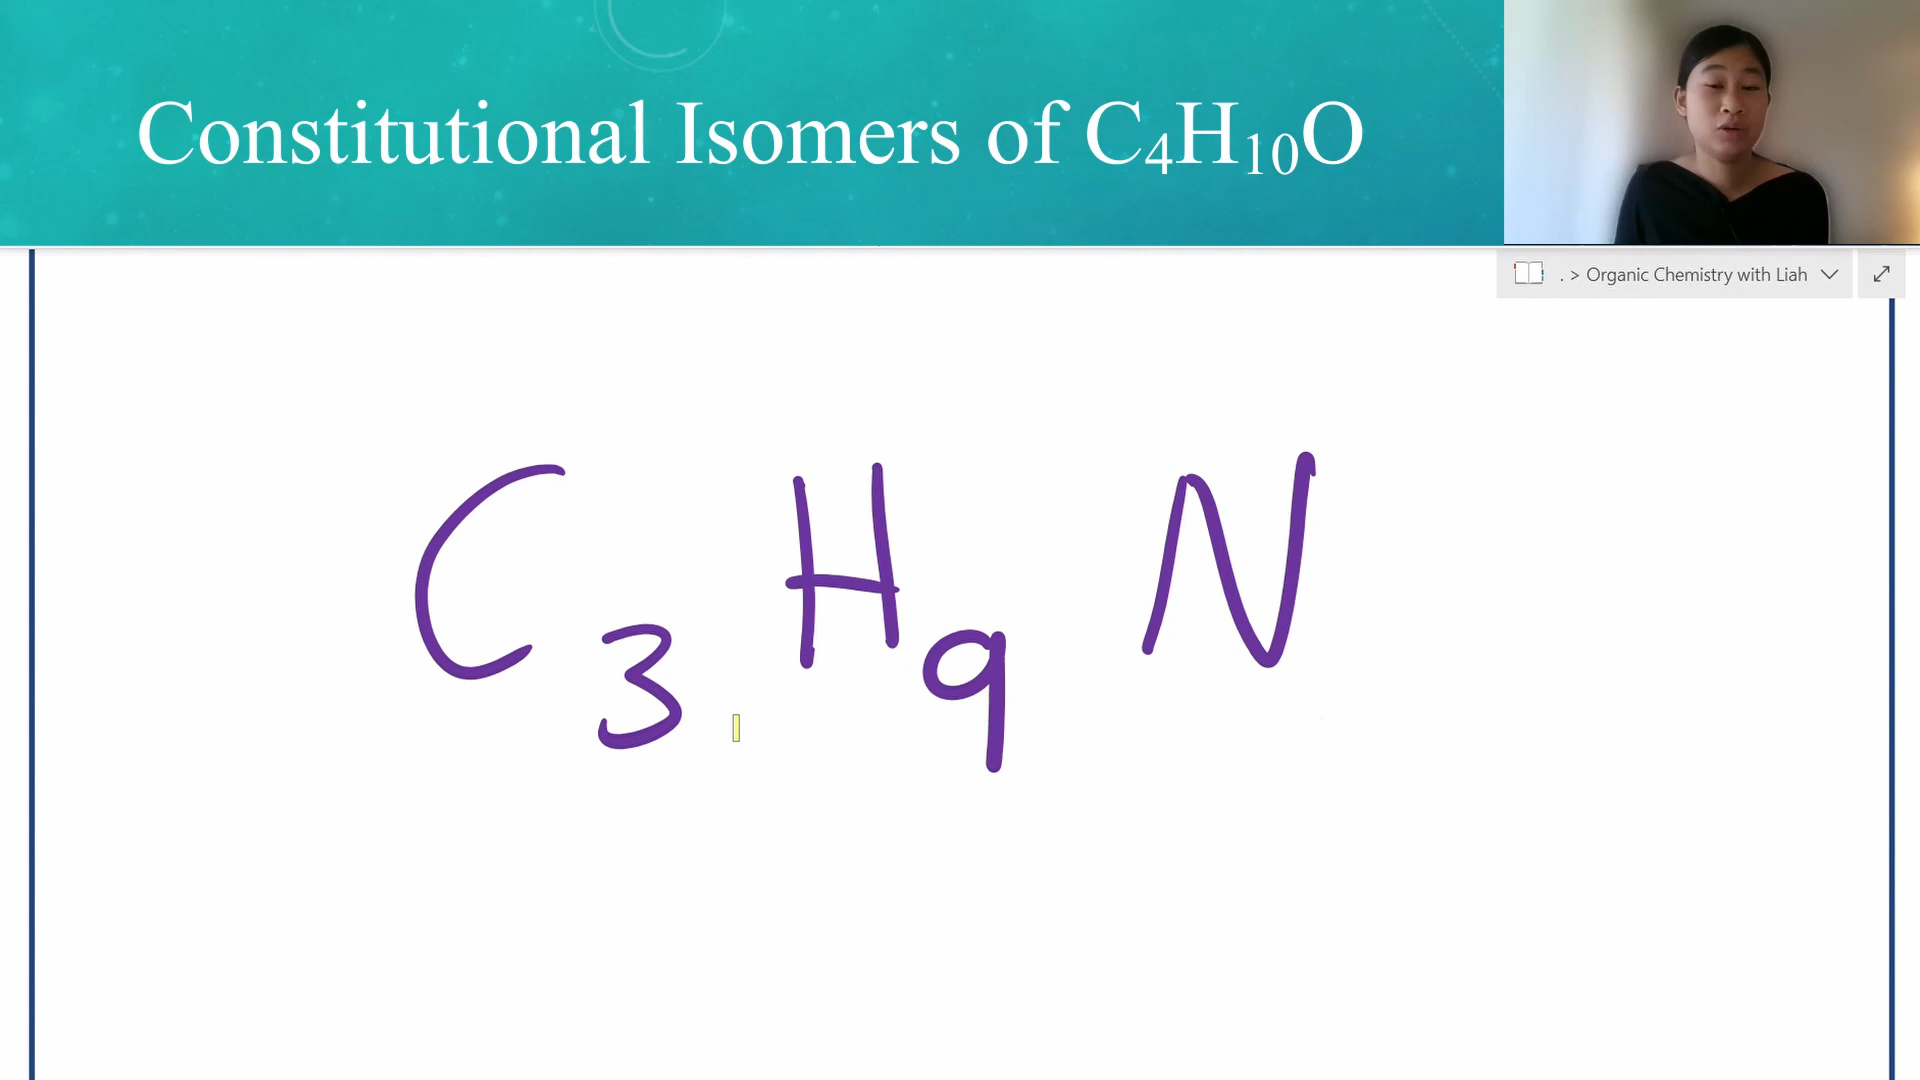 Constitutional Isomers of C₄H₁₀O
. > Organic Chemistry with Liah
C₃H₉N